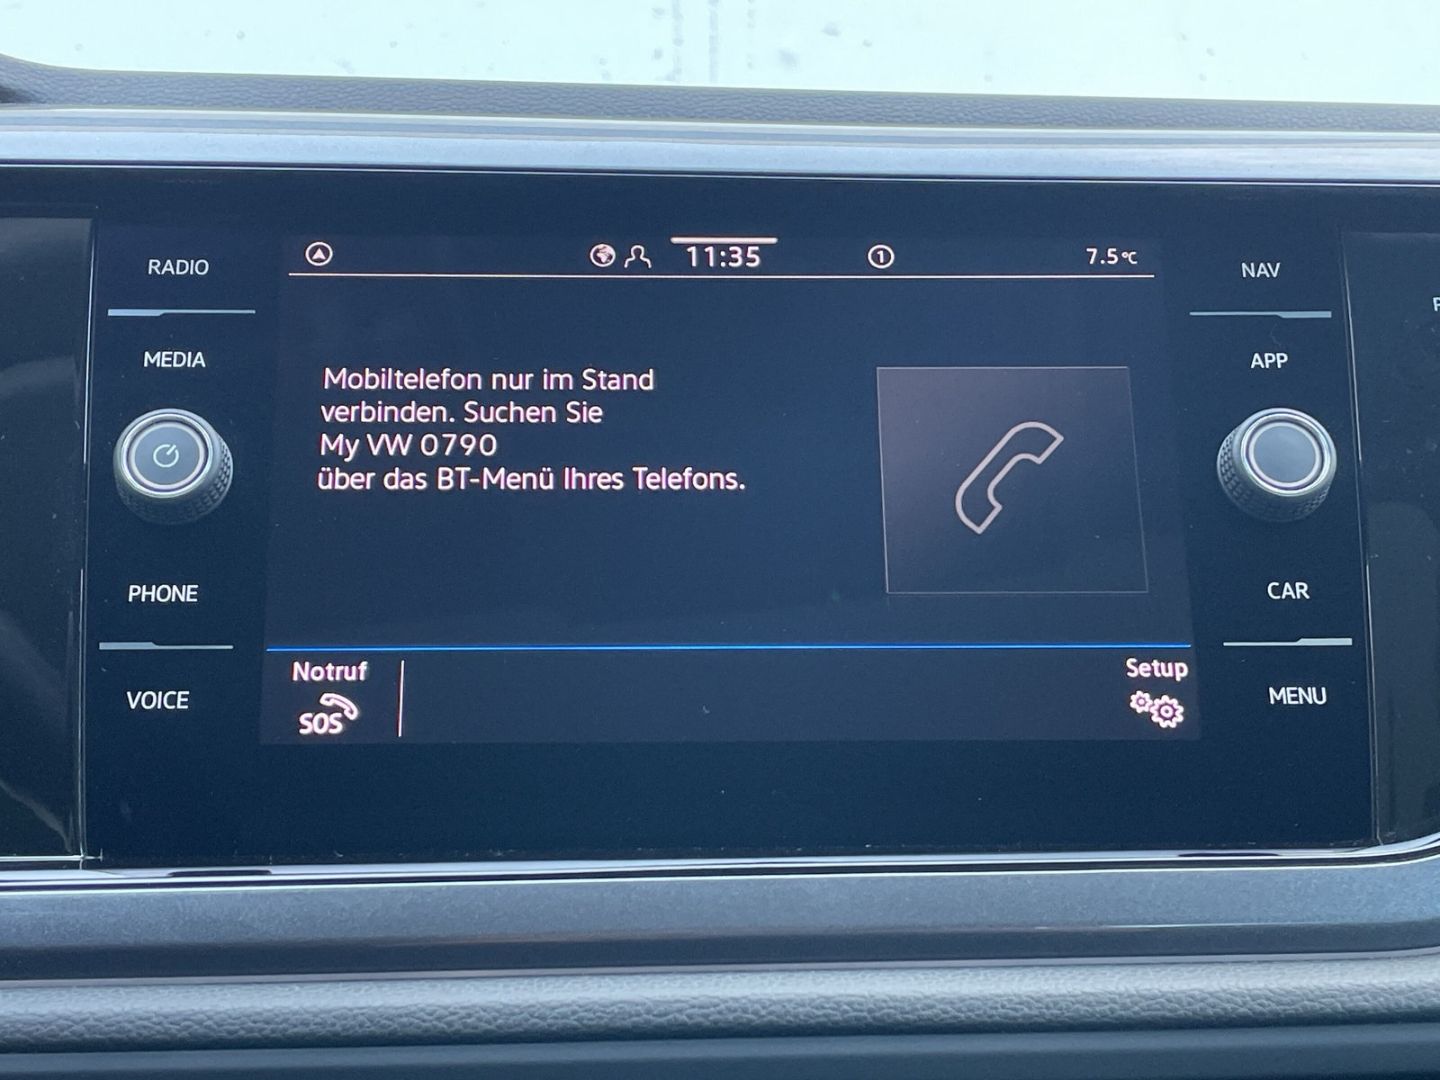 RADIO
MEDIA
PHONE
VOICE
11:35
1
7.5°C
Mobiltelefon nur im Stand
verbinden. Suchen Sie
My VW 0790
über das BT-Menü Ihres Telefons.
Notruf
SOS
Setup
NAV
APP
CAR
MENU